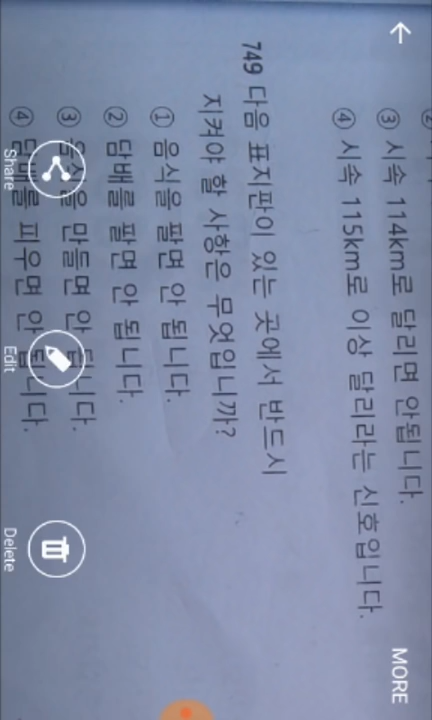 MORE
②
③ 시속 114km로 달리면 안됩니다.
④ 시속 115km로 이상 달리라는 신호입니다.
749 다음 표지판이 있는 곳에서 반드시
지켜야 할 사항은 무엇입니까?
① 음식을 팔면 안 됩니다.
② 담배를 팔면 안 됩니다.
③ 음식을 만들면 안 됩니다.
④ 담배를 피우면 안 됩니다.
Share
Edit
Delete